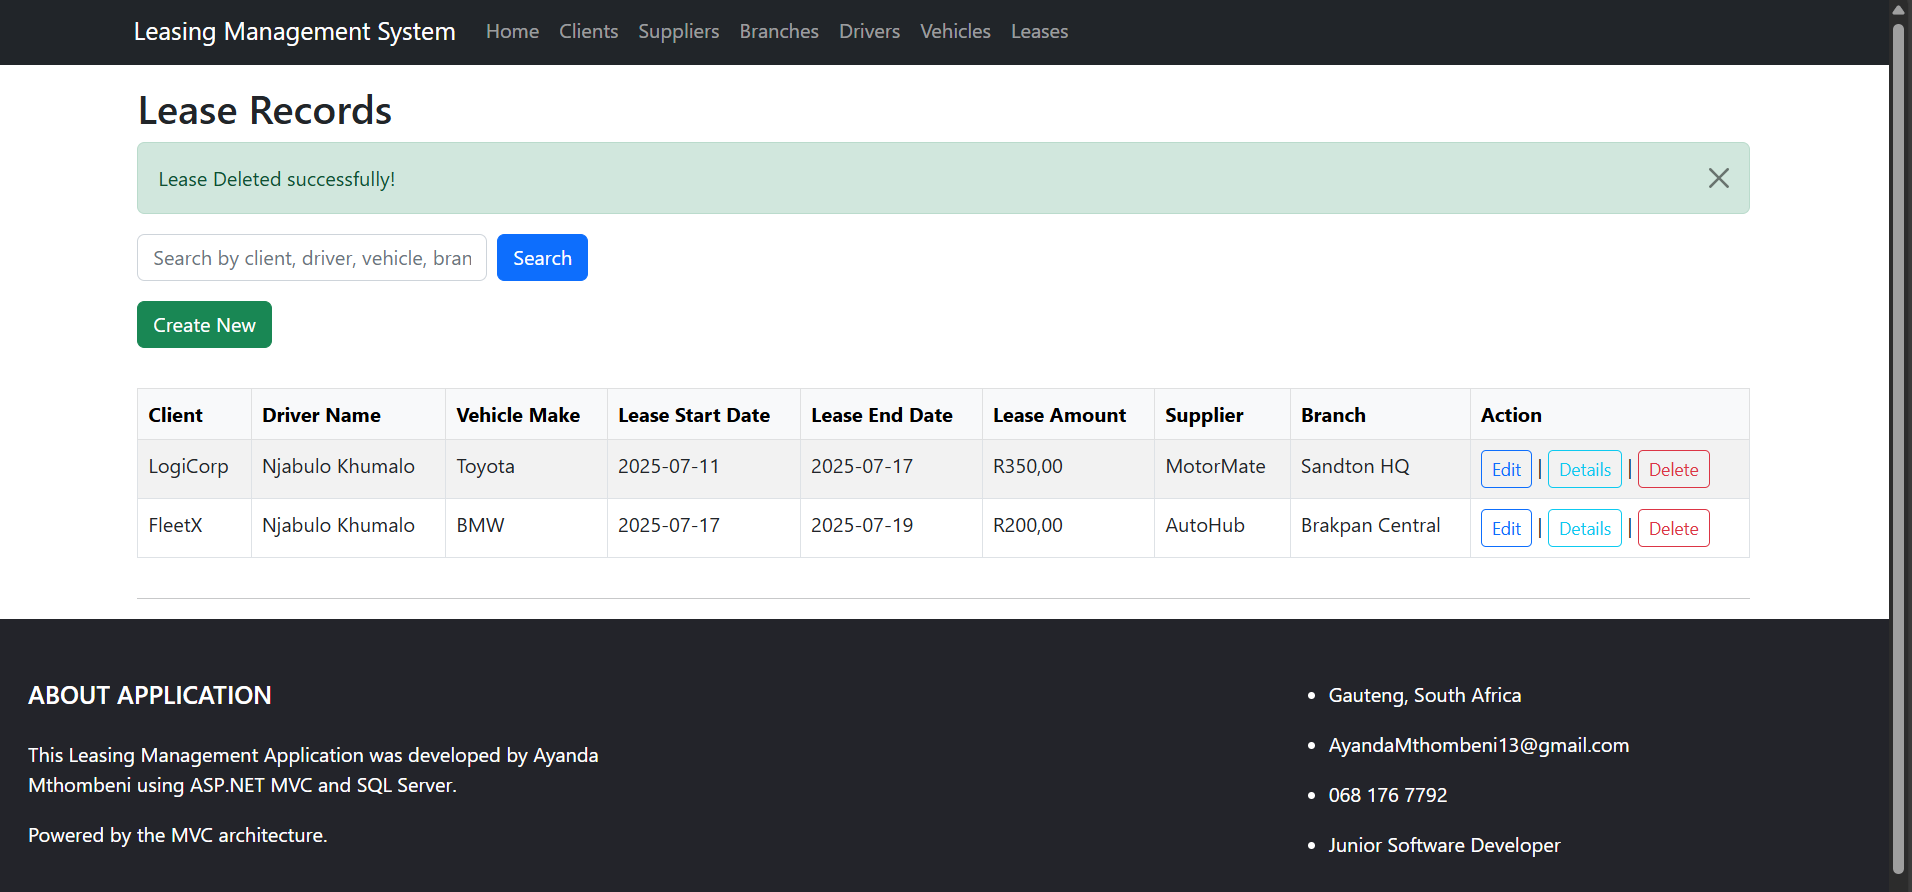 Leasing Management System Home Clients Suppliers Branches Drivers Vehicles Leases
Lease Records
Lease Deleted successfully!
Search by client, driver, vehicle, bran Search
Create New
Client Driver Name Vehicle Make Lease Start Date Lease End Date Lease Amount Supplier Branch Action
LogiCorp Njabulo Khumalo Toyota 2025-07-11 2025-07-17 R350,00 MotorMate Sandton HQ Edit | Details | Delete
FleetX Njabulo Khumalo BMW 2025-07-17 2025-07-19 R200,00 AutoHub Brakpan Central Edit | Details | Delete
ABOUT APPLICATION
This Leasing Management Application was developed by Ayanda
Mthombeni using ASP.NET MVC and SQL Server.
Powered by the MVC architecture.
• Gauteng, South Africa
• AyandaMthombeni13@gmail.com
• 068 176 7792
• Junior Software Developer